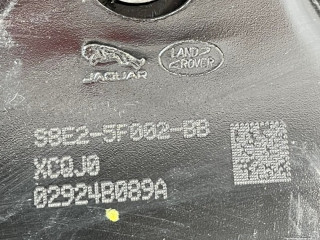 JAGUAR
LAND
ROVER
S8E2-5F002-BB
XCQJ0
02924B089A